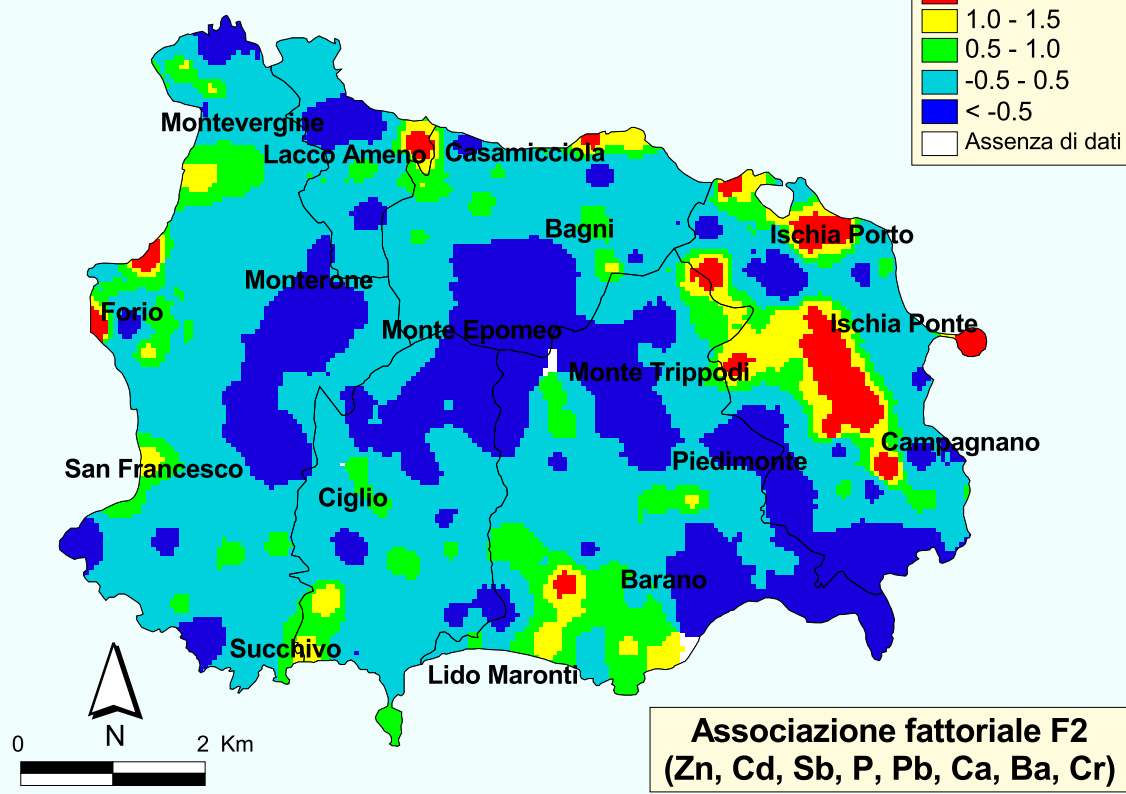 1.0 - 1.5
0.5 - 1.0
-0.5 - 0.5
< -0.5
Assenza di dati
Montevergine
Lacco Ameno
Casamicciola
Bagni
Ischia Porto
Monterone
Forio
Monte Epomeo
Ischia Ponte
Monte Trippodi
Campagnano
San Francesco
Piedimonte
Ciglio
Barano
Succhivo
Lido Maronti
N
0 2 Km
Associazione fattoriale F2
(Zn, Cd, Sb, P, Pb, Ca, Ba, Cr)